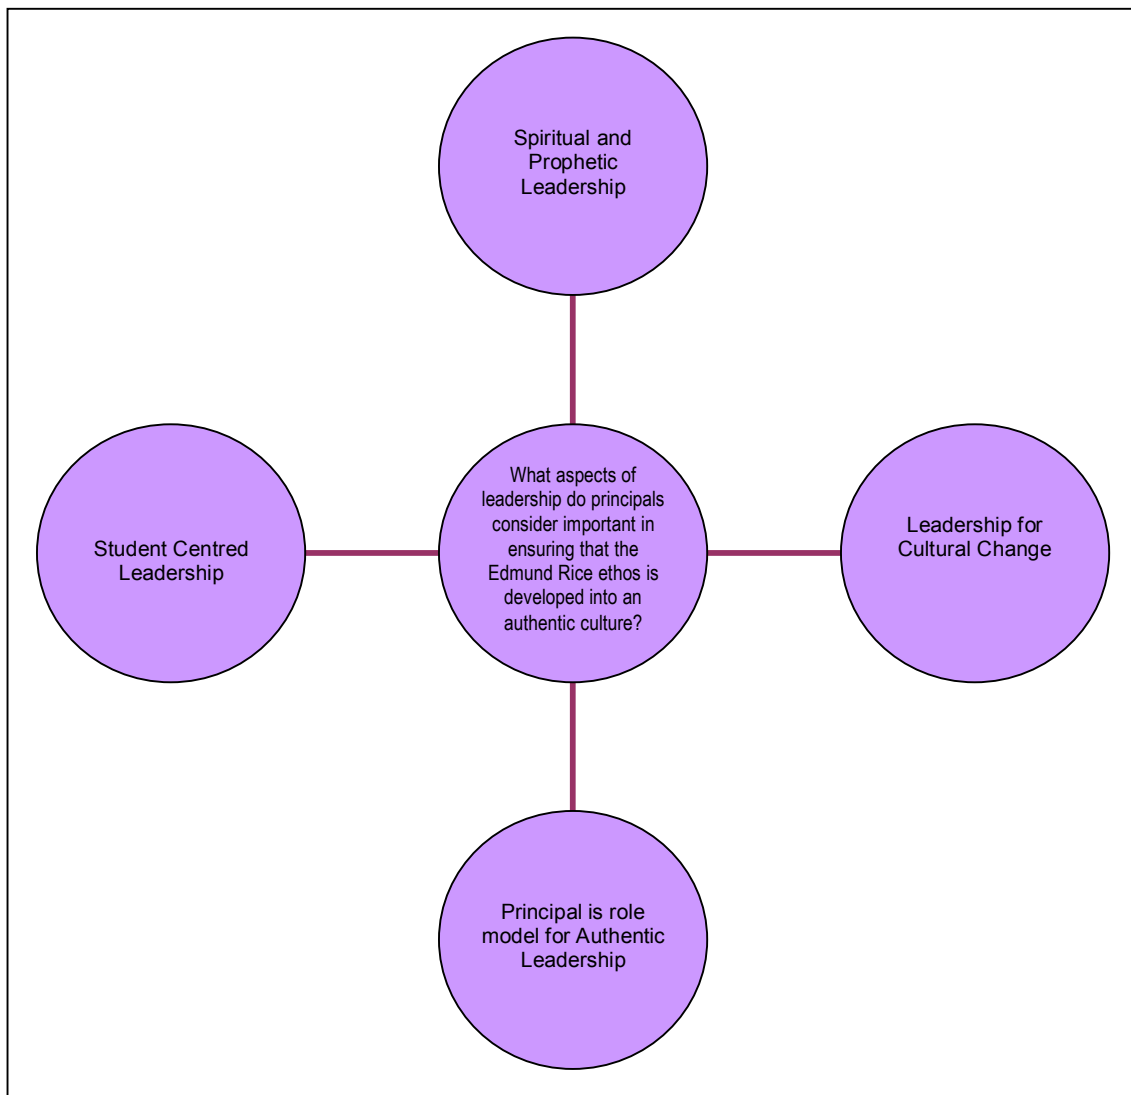 Spiritual and
Prophetic
Leadership
What aspects of
leadership do principals
consider important in
ensuring that the
Edmund Rice ethos is
developed into an
authentic culture?
Student Centred
Leadership
Leadership for
Cultural Change
Principal is role
model for Authentic
Leadership